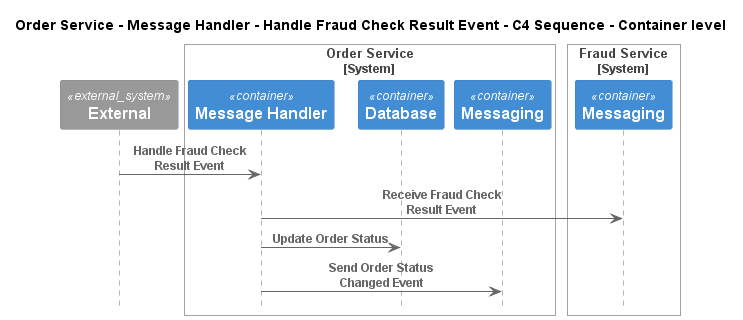 Order Service - Message Handler - Handle Fraud Check Result Event - C4 Sequence - Container level
Order Service
[System]
Fraud Service
[System]
«external_system»
External
«container»
Message Handler
«container»
Database
«container»
Messaging
«container»
Messaging
Handle Fraud Check
Result Event
Receive Fraud Check
Result Event
Update Order Status
Send Order Status
Changed Event